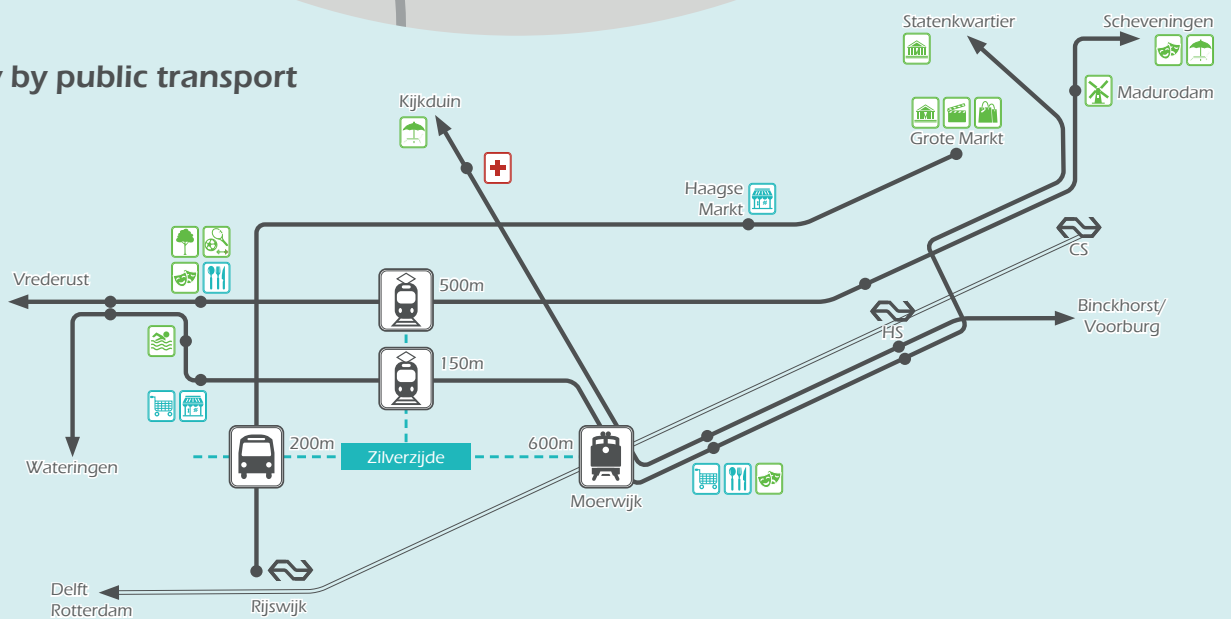 by public transport
Statenkwartier
Scheveningen
Madurodam
Kijkduin
Grote Markt
Haagse
Markt
CS
Vrederust
500m
HS
Binckhorst/
Voorburg
150m
200m
Zilverzijde
600m
Wateringen
Moerwijk
Delft
Rotterdam
Rijswijk